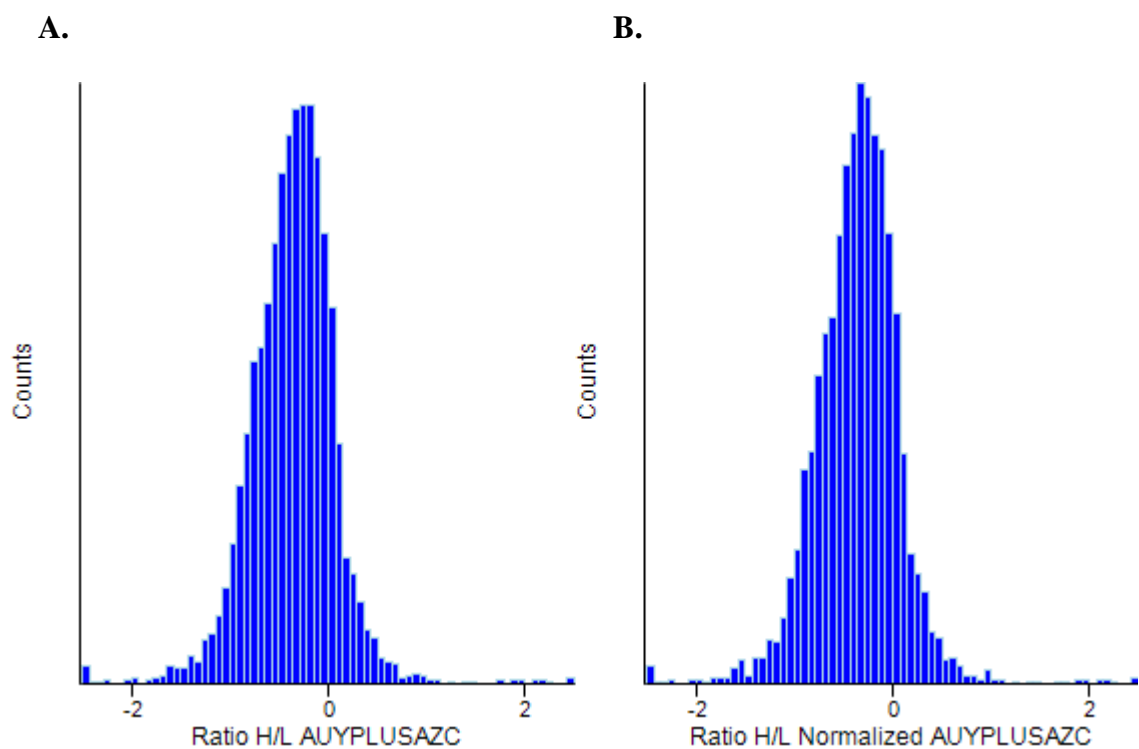 A.
B.
Counts
-2 0 2
Ratio H/L AUYPLUSAZC
Counts
-2 0 2
Ratio H/L Normalized AUYPLUSAZC